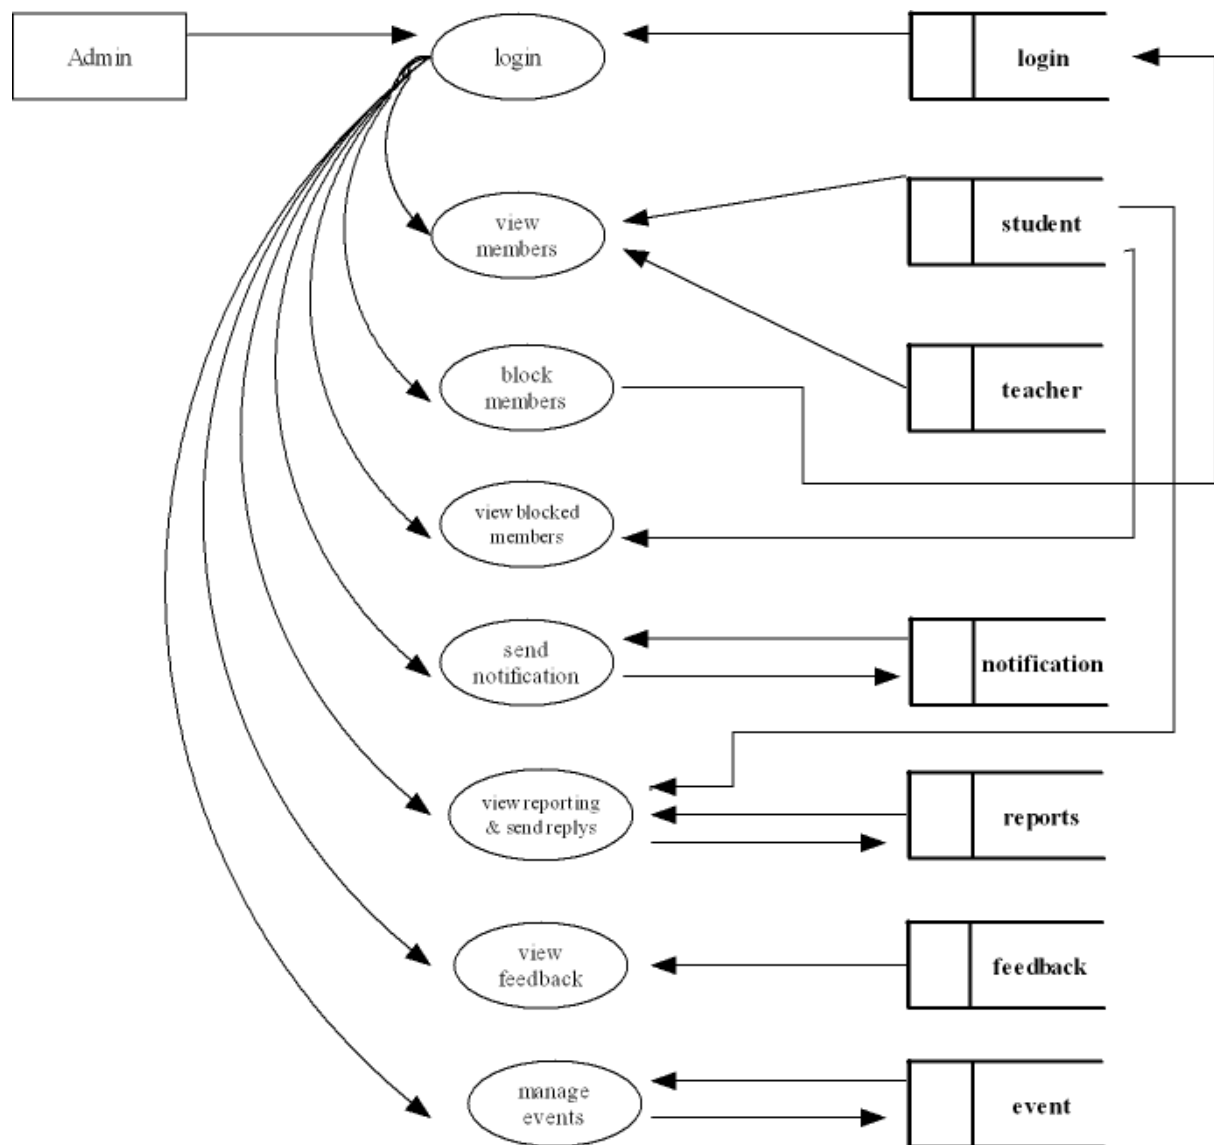 Admin
login
login
view
members
student
block
members
teacher
view blocked
members
send
notification
notification
view reporting
& send replys
reports
view
feedback
feedback
manage
events
event